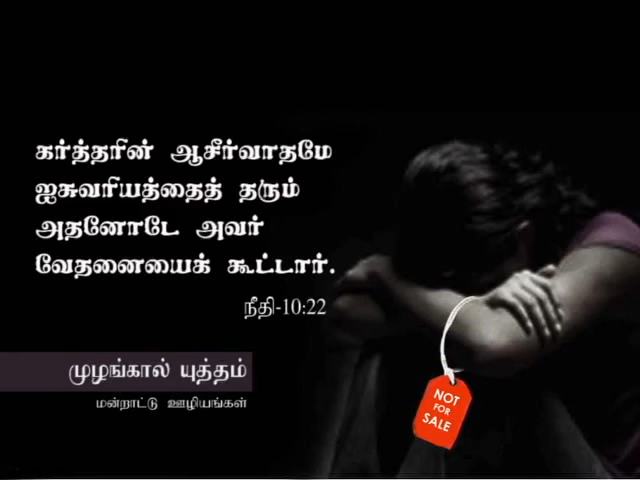 கர்த்தரின் ஆசீர்வாதமே
ஐசுவரியத்தைத் தரும்
அதனோடே அவர்
வேதனையைக் கூட்டார்.
நீதி-10:22
முழங்கால் யுத்தம்
மன்றாட்டு ஊழியங்கள்
NOT
FOR
SALE